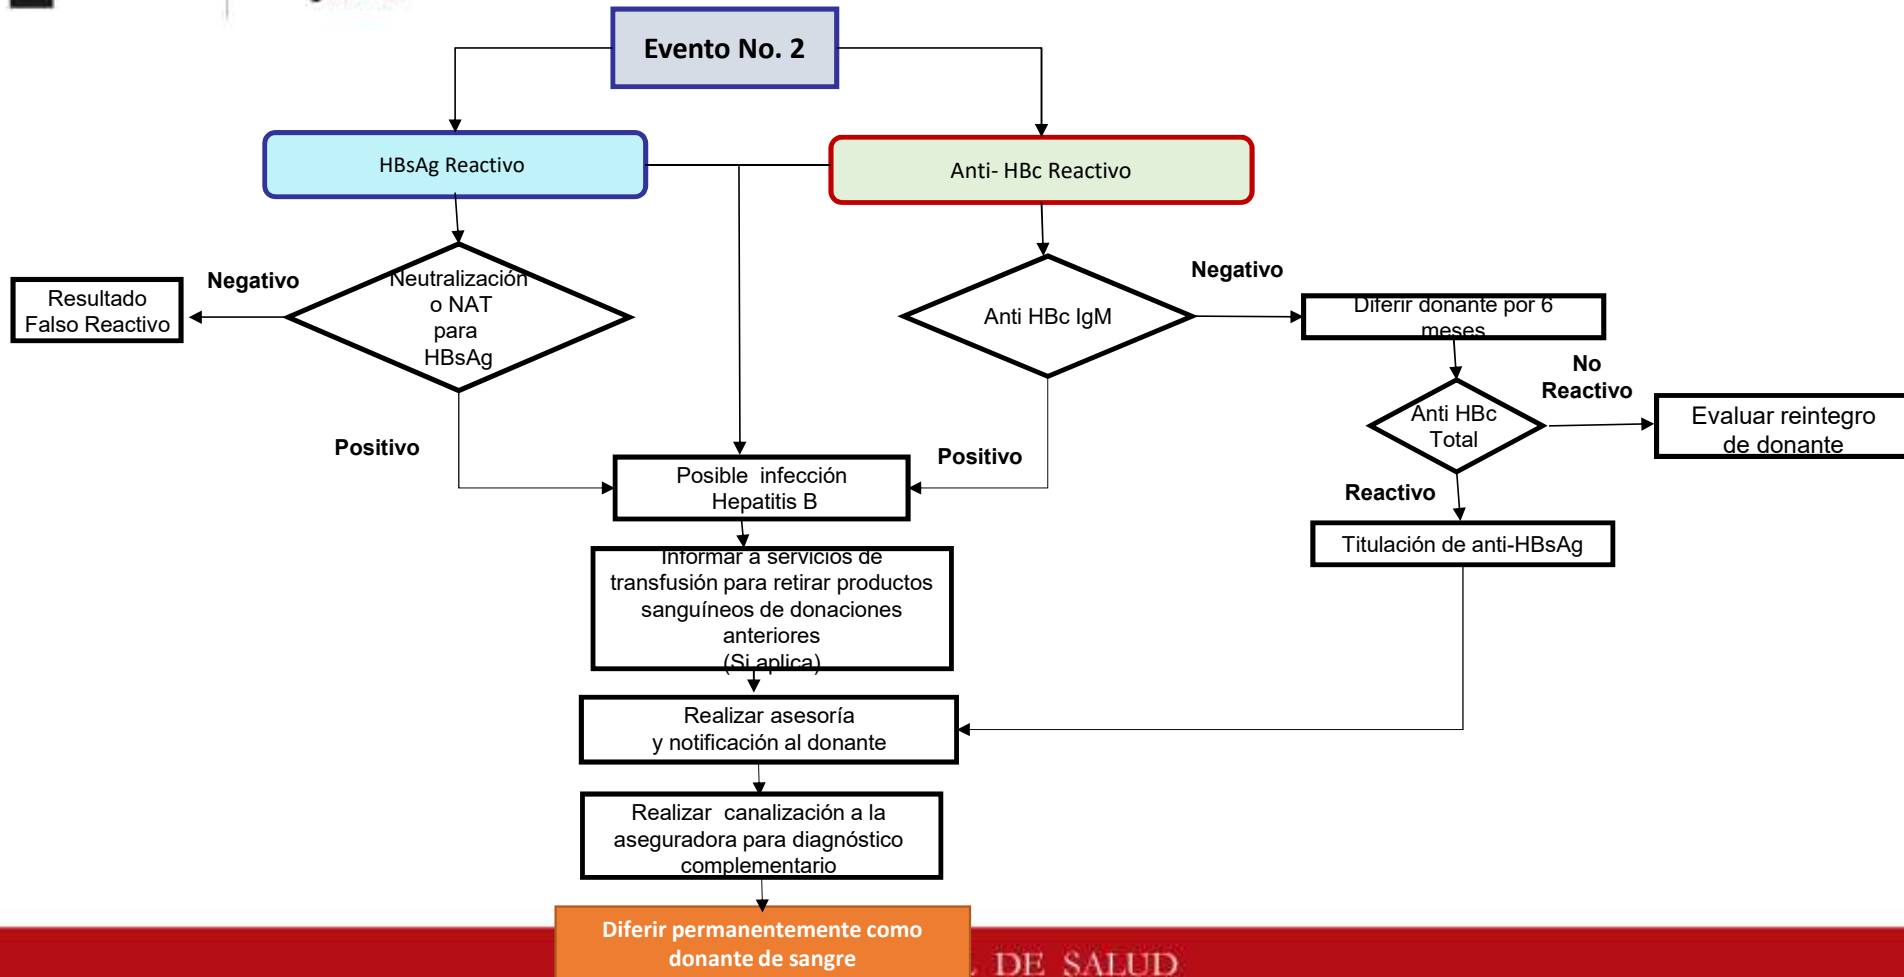 Evento No. 2
HBsAg Reactivo
Anti- HBc Reactivo
Negativo
Resultado
Falso Reactivo
Neutralización
o NAT
para
HBsAg
Anti HBc IgM
Negativo
Diferir donante por 6
meses
No
Reactivo
Anti HBc
Total
Evaluar reintegro
de donante
Positivo
Positivo
Posible infección
Hepatitis B
Reactivo
Titulación de anti-HBsAg
Informar a servicios de
transfusión para retirar productos
sanguíneos de donaciones
anteriores
(Si aplica)
Realizar asesoría
y notificación al donante
Realizar canalización a la
aseguradora para diagnóstico
complementario
Diferir permanentemente como
donante de sangre
DE SALUD